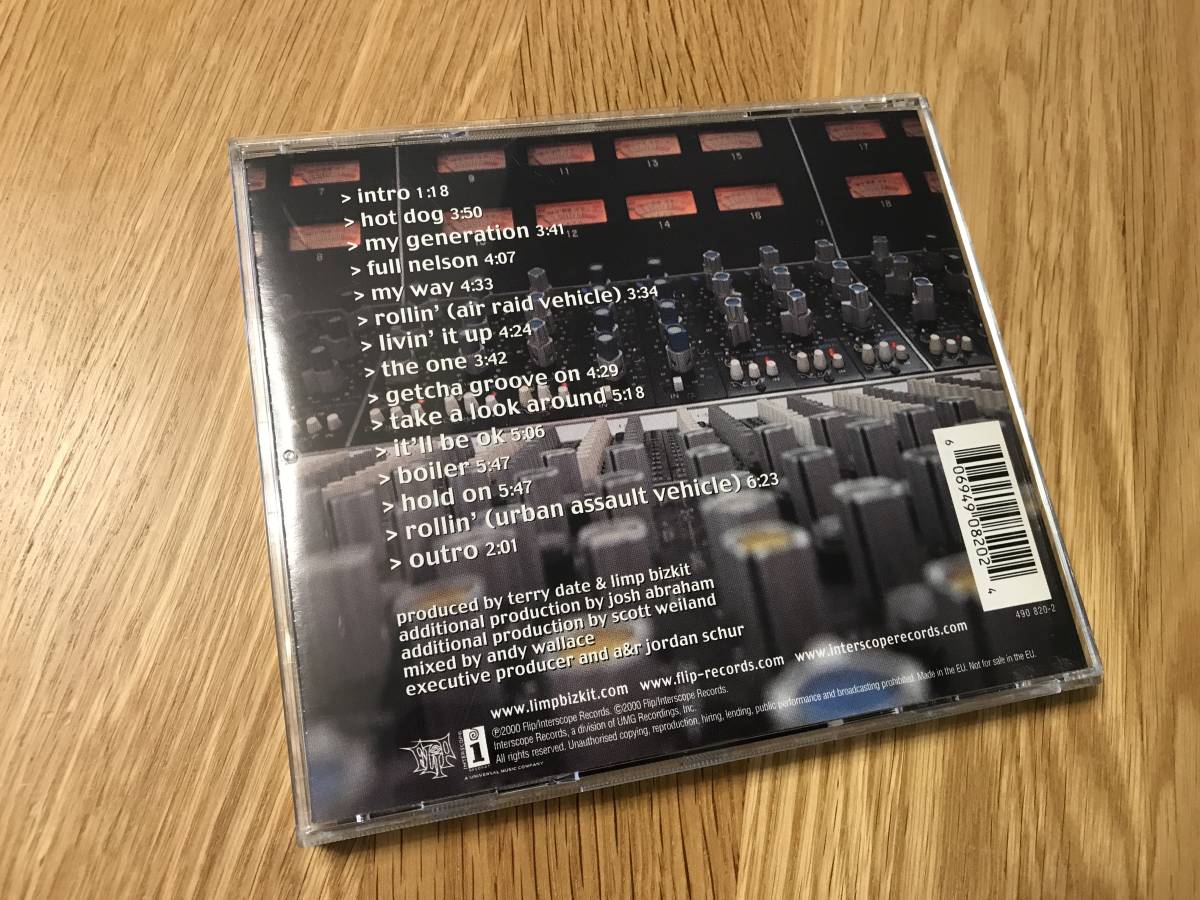 > intro 1:18
> hot dog 3:50
> my generation 3:41
> full nelson 4:07
> my way 4:33
> rollin' (air raid vehicle) 3:34
> livin' it up 4:24
> the one 3:42
> getcha groove on 4:29
> take a look around 5:18
> it'll be ok 5:06
> boiler 5:47
> hold on 5:47
> rollin' (urban assault vehicle) 6:23
> outro 2:01
produced by terry date & limp bizkit
additional production by josh abraham
additional production by scott weiland
mixed by andy wallace
executive producer and a&r jordan schur
www.limpbizkit.com www.flip-records.com www.interscoperecords.com
℗2000 Flip/Interscope Records. ©2000 Flip/Interscope Records.
Interscope Records, a division of UMG Recordings, Inc.
All rights reserved. Unauthorised copying, reproduction, hiring, lending, public performance and broadcasting prohibited. Made in the EU. Not for sale in the EU.
INTERSCOPE
RECORDS
A UNIVERSAL MUSIC COMPANY
6 06949 08202 4
490 820-2
7
9
11
13
15
17
8
10
12
14
16
18
IN